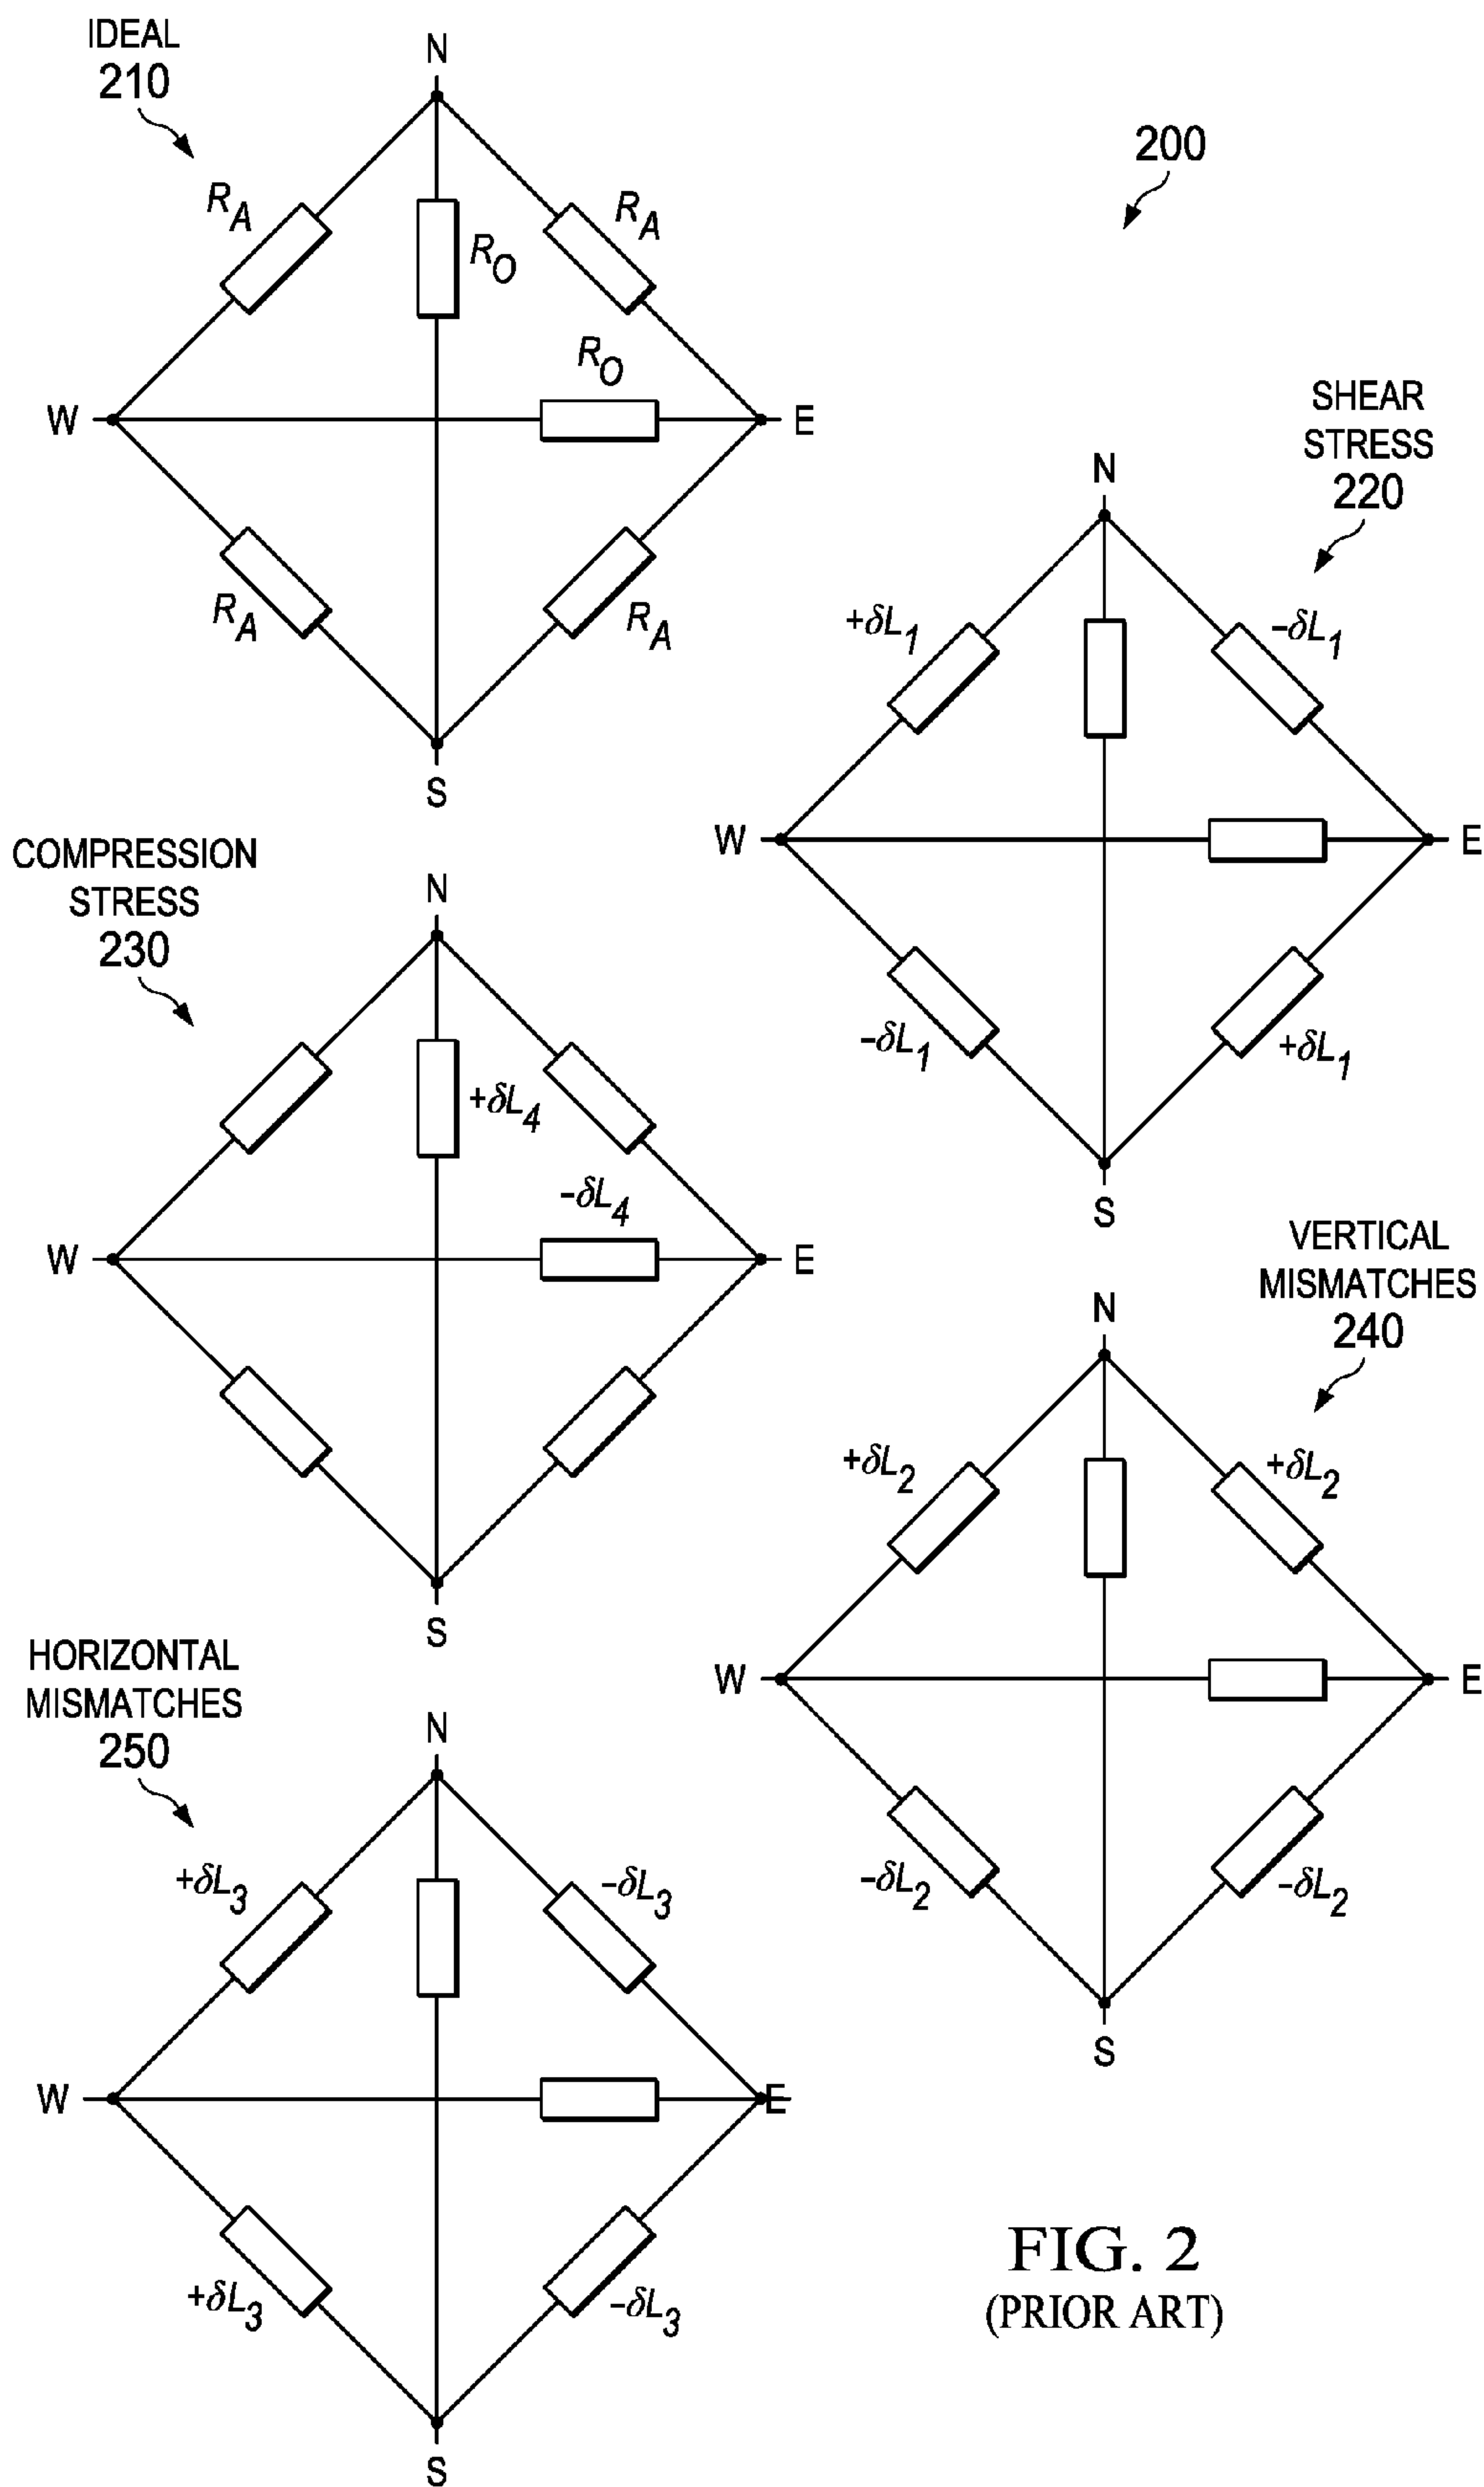 IDEAL
210
N
R_A
R_O
R_A
R_O
W
E
R_A
R_A
S
200
SHEAR
STRESS
220
N
+δL_1
-δL_1
W
E
-δL_1
+δL_1
S
COMPRESSION
STRESS
230
N
+δL_4
-δL_4
W
E
S
VERTICAL
MISMATCHES
240
N
+δL_2
+δL_2
W
E
-δL_2
-δL_2
S
HORIZONTAL
MISMATCHES
250
N
+δL_3
-δL_3
W
E
+δL_3
-δL_3
S
FIG. 2
(PRIOR ART)